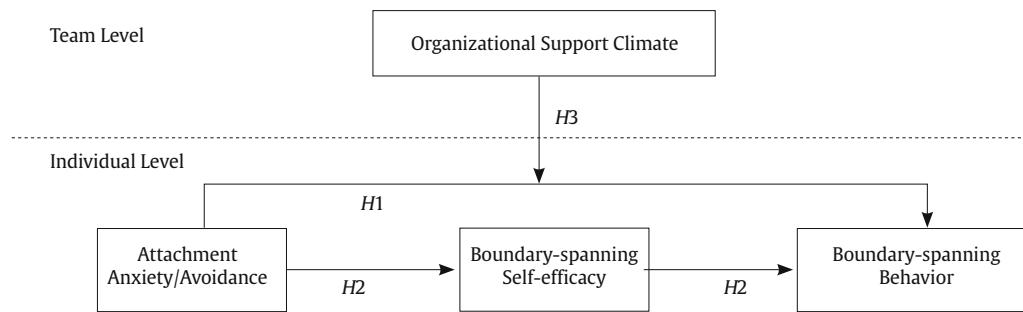 Team Level
Organizational Support Climate
H3
Individual Level
H1
Attachment
Anxiety/Avoidance
H2
Boundary-spanning
Self-efficacy
H2
Boundary-spanning
Behavior